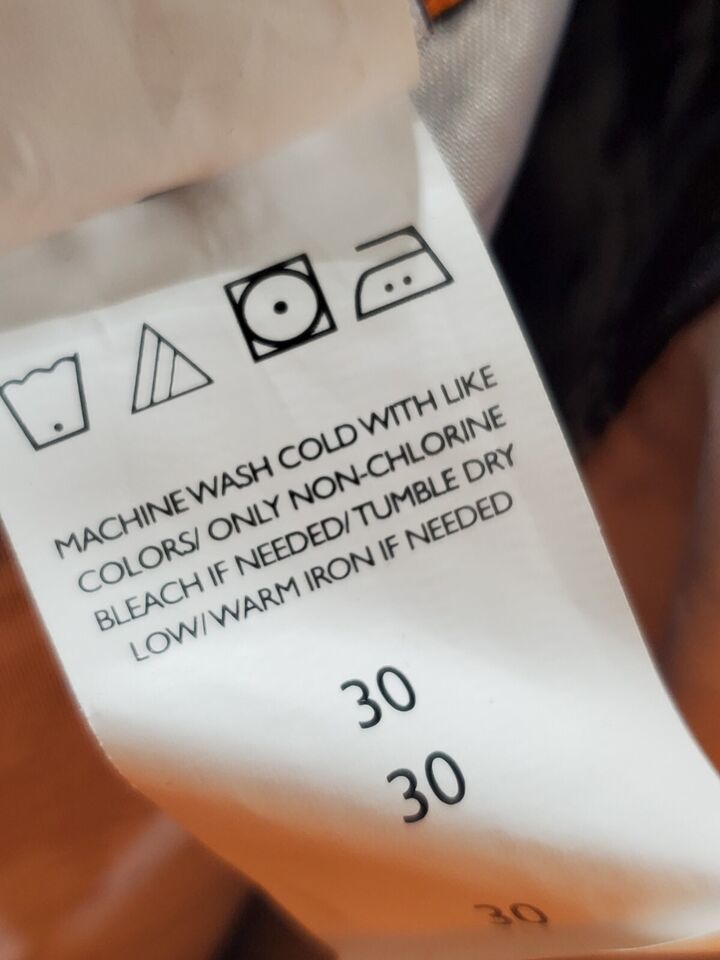 MACHINE WASH COLD WITH LIKE
COLORS/ ONLY NON-CHLORINE
BLEACH IF NEEDED/ TUMBLE DRY
LOW/ WARM IRON IF NEEDED
30
30
30